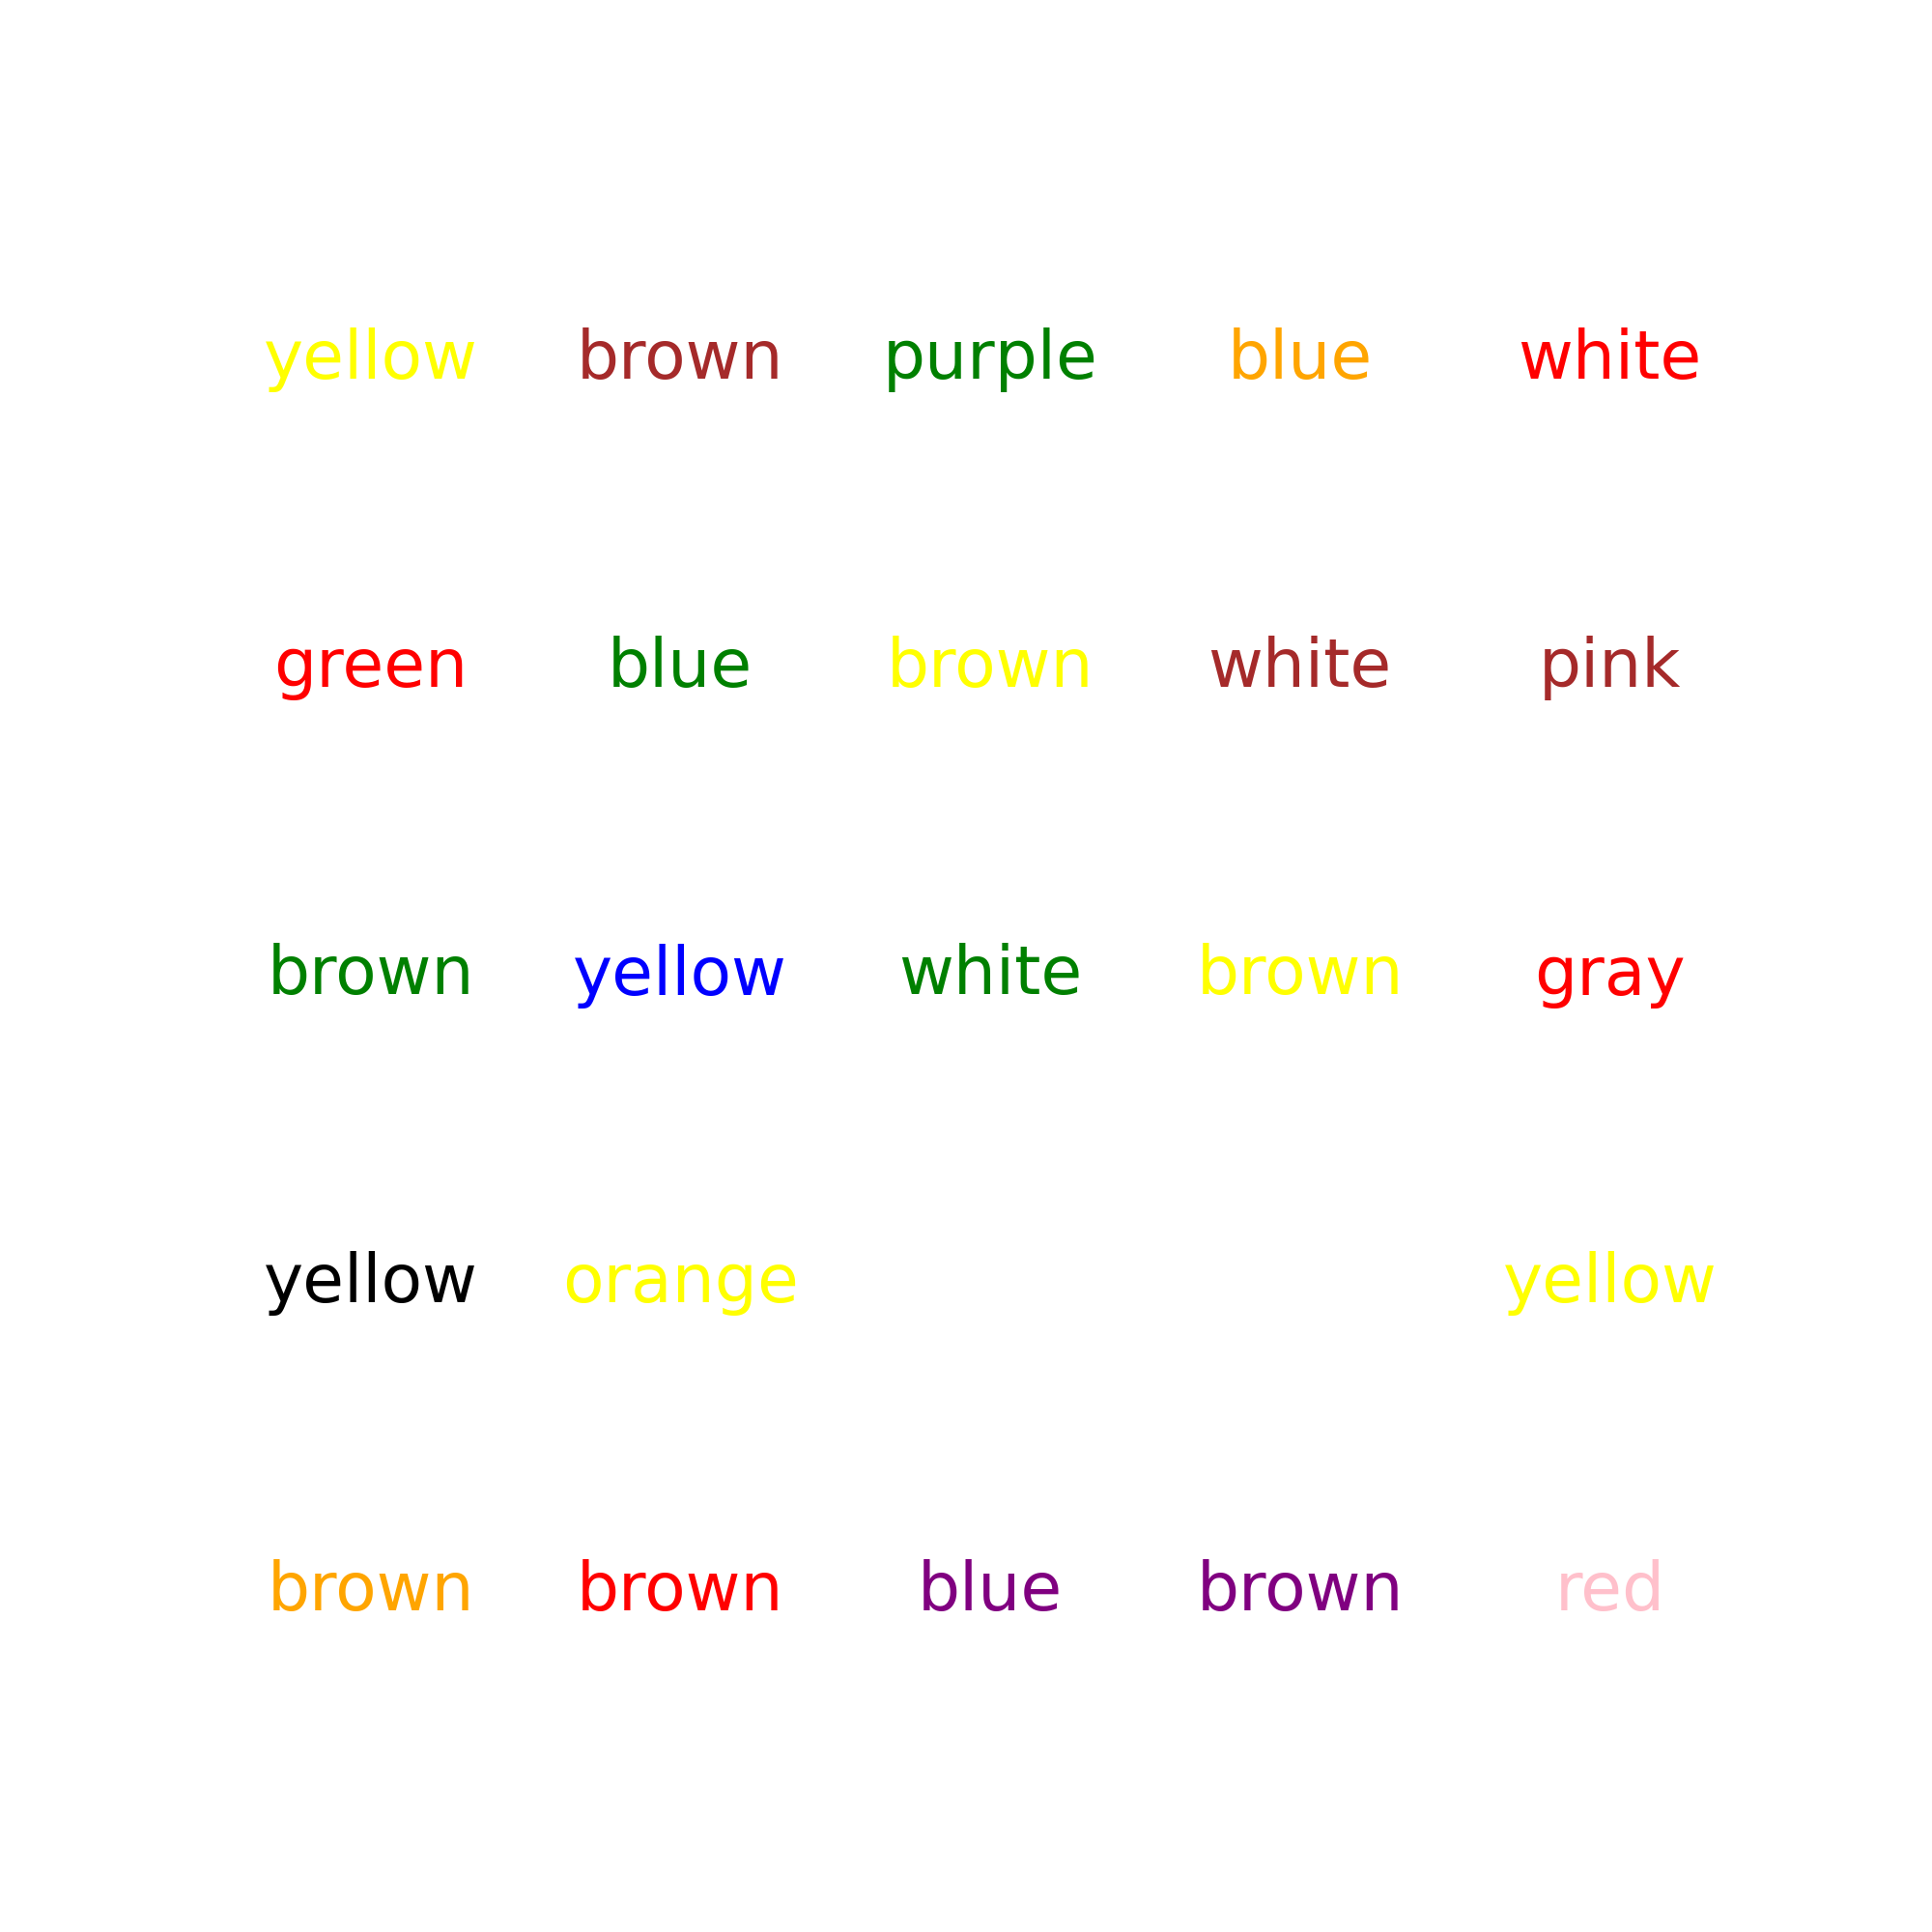 yellow brown purple blue white
green blue brown white pink
brown yellow white brown gray
yellow orange yellow
brown brown blue brown red